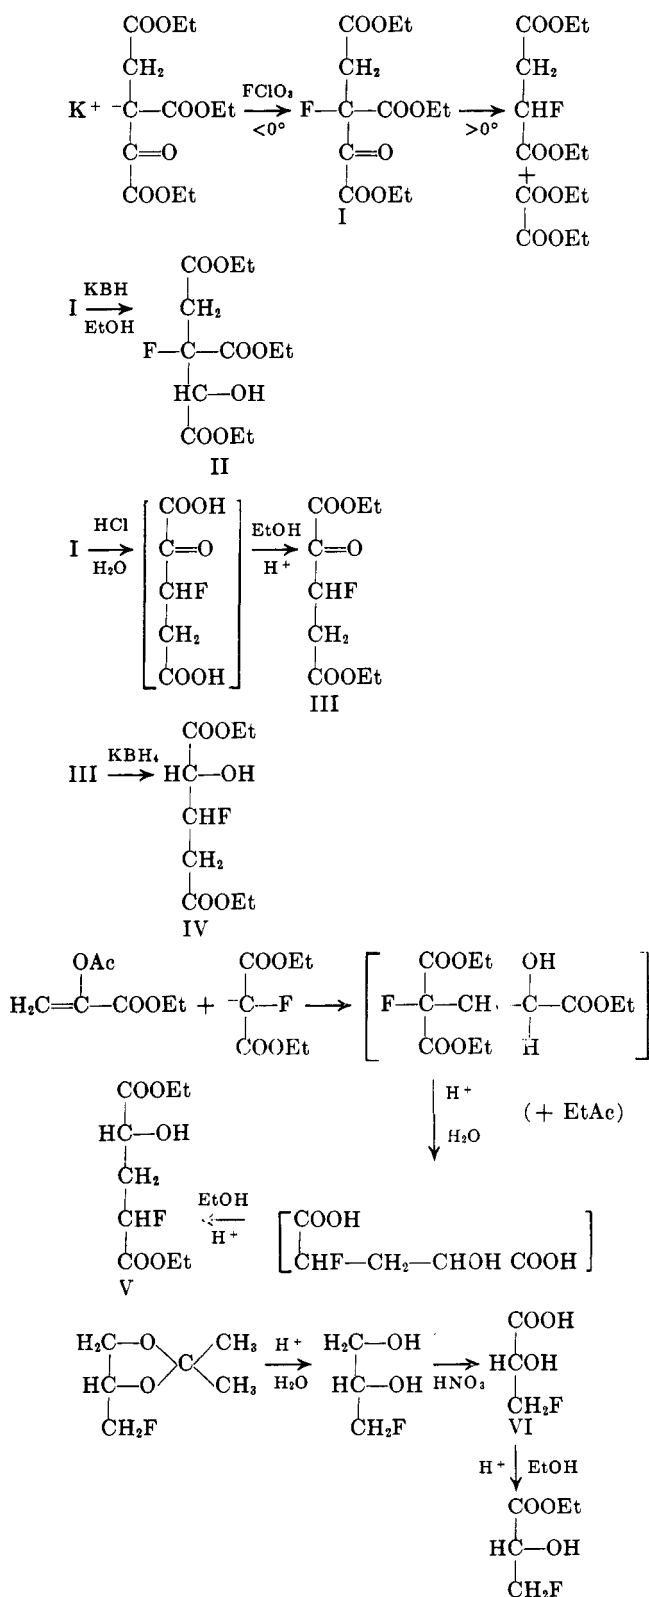 COOEt COOEt COOEt
CH₂ CH₂ CH₂
K⁺ ⁻C—COOEt FClO₃ <0° F—C—COOEt >0° CHF
C=O C=O COOEt
+
COOEt COOEt COOEt
I COOEt
COOEt
I KBH EtOH CH₂
F—C—COOEt
HC—OH
COOEt
II
COOH COOEt
I HCl H₂O C=O EtOH H⁺ C=O
CHF CHF
CH₂ CH₂
COOH COOEt
III
COOEt
III KBH₄ HC—OH
CHF
CH₂
COOEt
IV
OAc COOEt COOEt OH
H₂C=C—COOEt + ⁻C—F F—C—CH C—COOEt
COOEt COOEt H
H⁺ (+ EtAc)
H₂O
COOEt
HC—OH
CH₂ EtOH COOH
CHF H⁺ CHF—CH₂—CHOH COOH
COOEt
V
H₂C—O CH₃ H⁺ H₂C—OH COOH
C H₂O HNO₃ HCOH
HC—O CH₃ HC—OH CH₂F
CH₂F CH₂F VI
H⁺ EtOH
COOEt
HC—OH
CH₂F